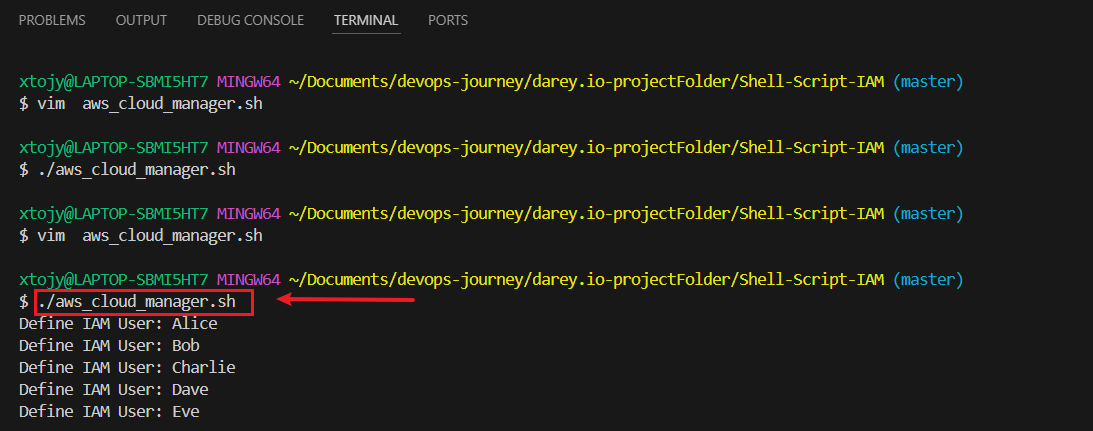 PROBLEMS OUTPUT DEBUG CONSOLE TERMINAL PORTS
xtojy@LAPTOP-SBMI5HT7 MINGW64 ~/Documents/devops-journey/darey.io-projectFolder/Shell-Script-IAM (master)
$ vim  aws_cloud_manager.sh
xtojy@LAPTOP-SBMI5HT7 MINGW64 ~/Documents/devops-journey/darey.io-projectFolder/Shell-Script-IAM (master)
$ ./aws_cloud_manager.sh
xtojy@LAPTOP-SBMI5HT7 MINGW64 ~/Documents/devops-journey/darey.io-projectFolder/Shell-Script-IAM (master)
$ vim  aws_cloud_manager.sh
xtojy@LAPTOP-SBMI5HT7 MINGW64 ~/Documents/devops-journey/darey.io-projectFolder/Shell-Script-IAM (master)
$ ./aws_cloud_manager.sh
Define IAM User: Alice
Define IAM User: Bob
Define IAM User: Charlie
Define IAM User: Dave
Define IAM User: Eve